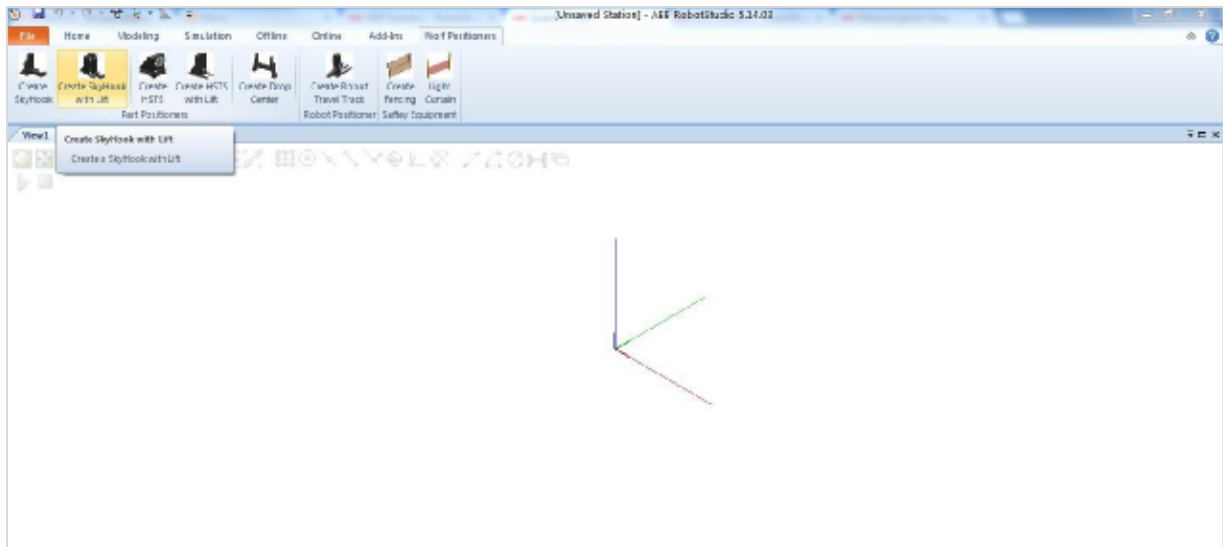 [Unsaved Station] - ABB RobotStudio 5.14.03
File Home Modeling Simulation Offline Online Add-Ins Wolf Positioners
Create SkyHook
Create SkyHook with Lift
Create HSTS
Create HSTS with Lift
Create Drop Center
Create Robot Travel Track
Create Fencing
Light Curtain
Part Positioners Robot Positioner Saftey Equipment
View1
Create SkyHook with Lift
Create a SkyHook with Lift